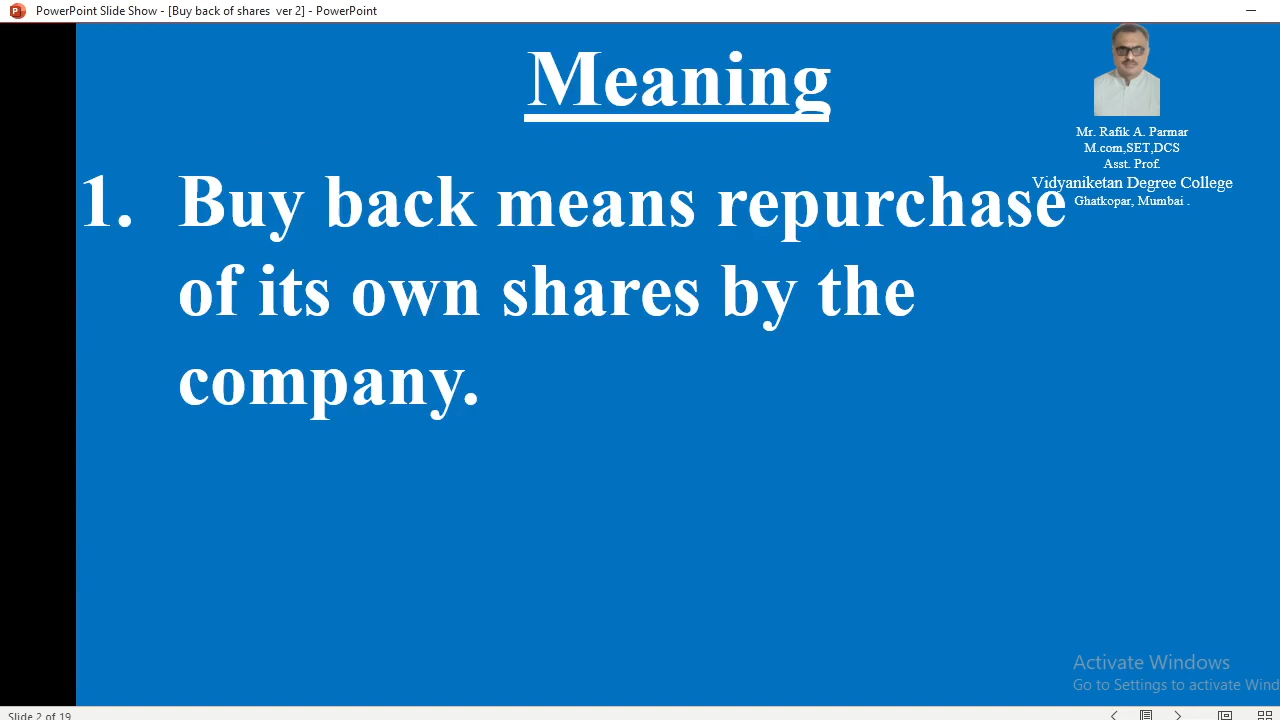 PowerPoint Slide Show - [Buy back of shares ver 2] - PowerPoint
Meaning
Mr. Rafik A. Parmar
M.com,SET,DCS
Asst. Prof.
Vidyaniketan Degree College
Ghatkopar, Mumbai .
1. Buy back means repurchase
of its own shares by the
company.
Activate Windows
Go to Settings to activate Wind
Slide 2 of 19